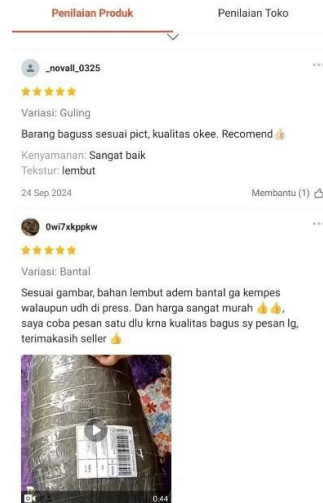 Penilaian Produk
Penilaian Toko
_novall_0325
Variasi: Guling
Barang baguss sesuai pict, kualitas okee. Recomend👍🏻
Kenyamanan: Sangat baik
Tekstur: lembut
24 Sep 2024
Membantu (1)
0wi7xkppkw
Variasi: Bantal
Sesuai gambar, bahan lembut adem bantal ga kempes
walaupun udh di press. Dan harga sangat murah 👍👍,
saya coba pesan satu dlu krna kualitas bagus sy pesan lg,
terimakasih seller 👍
0:44